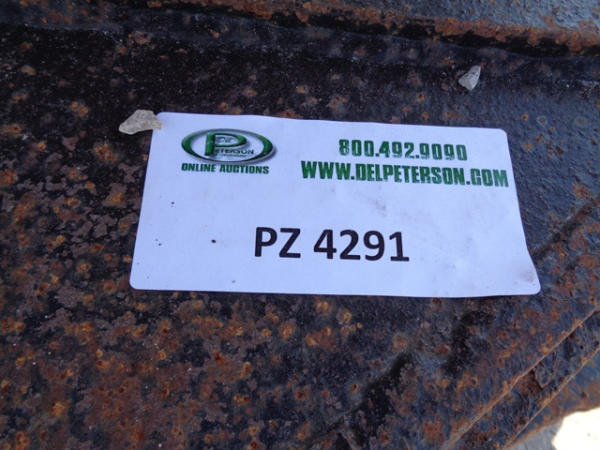 Del
PETERSON
ONLINE AUCTIONS
800.492.9090
WWW.DELPETERSON.COM
PZ 4291